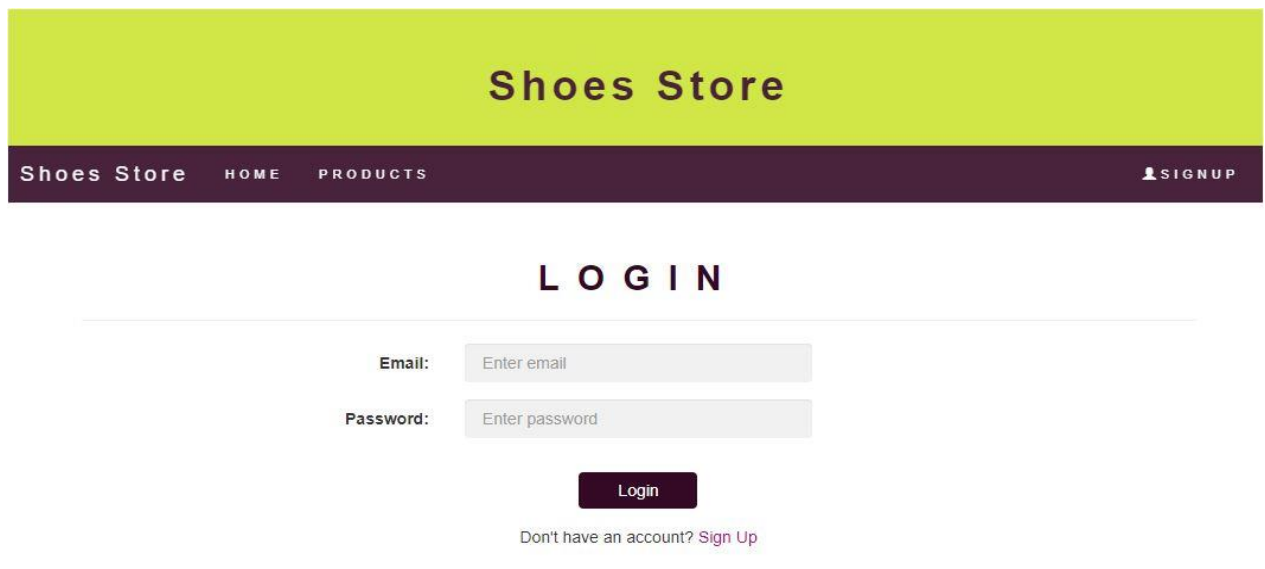 Shoes Store
Shoes Store HOME PRODUCTS SIGNUP
LOGIN
Email: Enter email
Password: Enter password
Login
Don't have an account? Sign Up